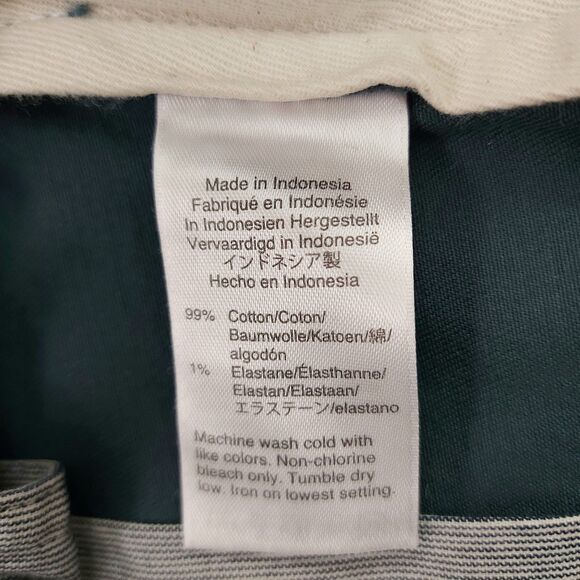 Made in Indonesia
Fabriqué en Indonésie
In Indonesien Hergestellt
Vervaardigd in Indonesië
インドネシア製
Hecho en Indonesia
99% Cotton/Coton/
Baumwolle/Katoen/綿/
algodón
1% Elastane/Élasthanne/
Elastan/Elastaan/
エラステーン/elastano
Machine wash cold with
like colors. Non-chlorine
bleach only. Tumble dry
low. Iron on lowest setting.